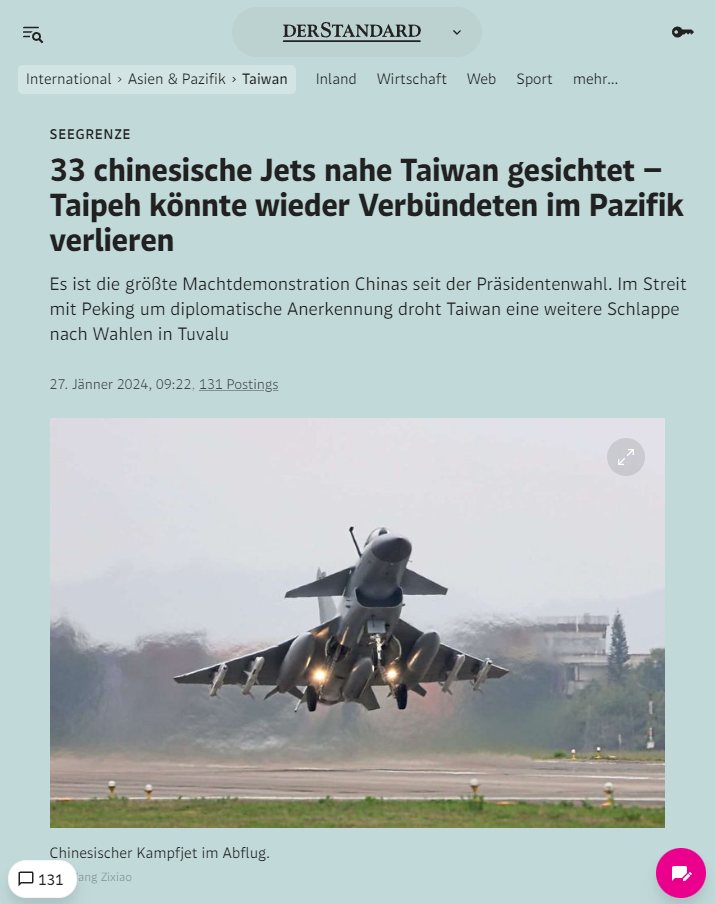 DERSTANDARD
International › Asien & Pazifik › Taiwan Inland Wirtschaft Web Sport mehr...
SEEGRENZE
33 chinesische Jets nahe Taiwan gesichtet –
Taipeh könnte wieder Verbündeten im Pazifik
verlieren
Es ist die größte Machtdemonstration Chinas seit der Präsidentenwahl. Im Streit
mit Peking um diplomatische Anerkennung droht Taiwan eine weitere Schlappe
nach Wahlen in Tuvalu
27. Jänner 2024, 09:22, 131 Postings
Chinesischer Kampfjet im Abflug.
Zixiao
131